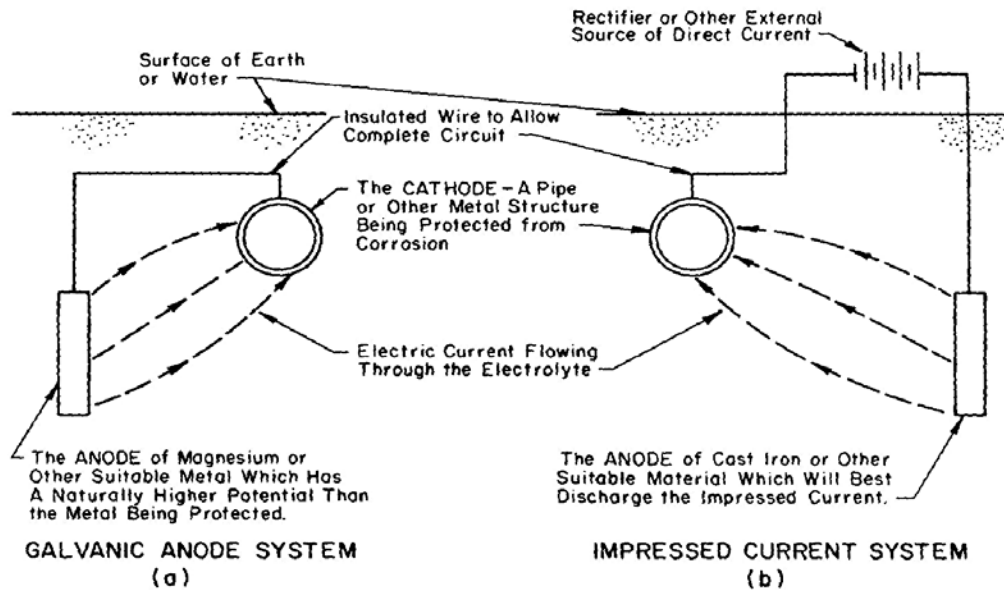 Rectifier or Other External
Source of Direct Current
Surface of Earth
or Water
Insulated Wire to Allow
Complete Circuit
The CATHODE – A Pipe
or Other Metal Structure
Being Protected from
Corrosion
Electric Current Flowing
Through the Electrolyte
The ANODE of Magnesium or
Other Suitable Metal Which Has
A Naturally Higher Potential Than
the Metal Being Protected.
The ANODE of Cast Iron or Other
Suitable Material Which Will Best
Discharge the Impressed Current.
GALVANIC ANODE SYSTEM
(a)
IMPRESSED CURRENT SYSTEM
(b)